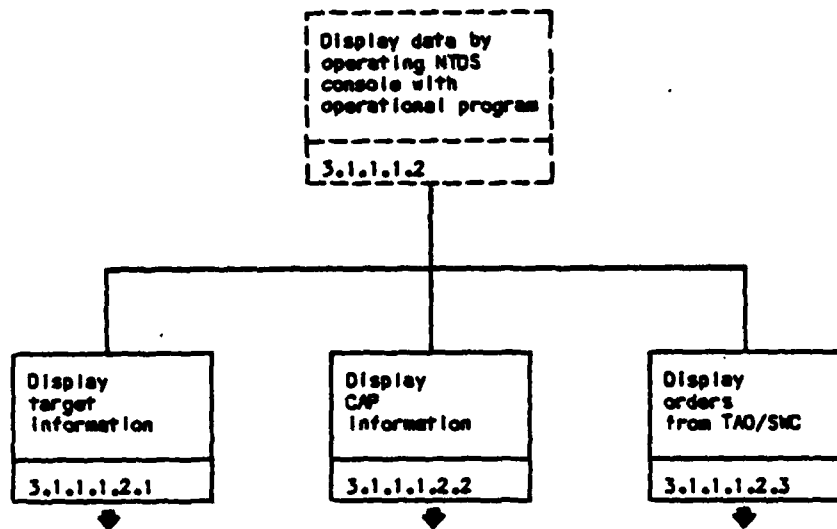 Display data by
operating NTDS
console with
operational program
3.1.1.1.2
Display
target
information
3.1.1.1.2.1
Display
CAP
information
3.1.1.1.2.2
Display
orders
from TAO/SWC
3.1.1.1.2.3